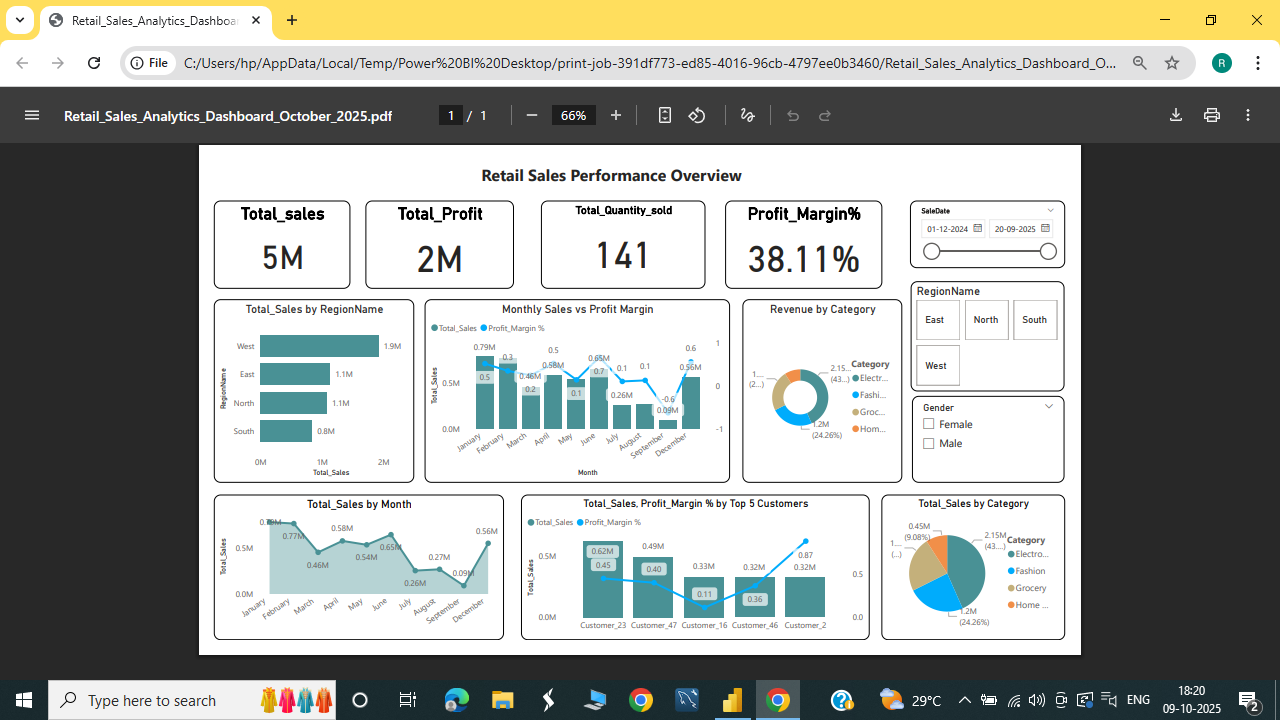 Retail_Sales_Analytics_Dashboa
File
C:/Users/hp/AppData/Local/Temp/Power%20BI%20Desktop/print-job-391df773-ed85-4016-96cb-4797ee0b3460/Retail_Sales_Analytics_Dashboard_O...
R
Retail_Sales_Analytics_Dashboard_October_2025.pdf
1 / 1
66%
Retail Sales Performance Overview
Total_sales
5M
Total_Profit
2M
Total_Quantity_sold
141
Profit_Margin%
38.11%
SaleDate
01-12-2024
20-09-2025
RegionName
East
North
South
West
Gender
Female
Male
Total_Sales by RegionName
RegionName
West
1.9M
East
1.1M
North
1.1M
South
0.8M
0M 1M 2M
Total_Sales
Monthly Sales vs Profit Margin
Total_Sales Profit_Margin %
Total_Sales
0.5M
0.0M
1
0
-1
0.79M
0.5
0.3
0.46M
0.2
0.5
0.58M
0.1
0.65M
0.7
0.1
0.26M
0.1
-0.6
0.09M
0.6
0.56M
January February March April May June July August September December
Month
Revenue by Category
2.15...
(43...)
1....
(2...)
1.2M
(24.26%)
Category
Electr...
Fashi...
Groc...
Hom...
Total_Sales by Month
Total_Sales
0.5M
0.0M
0.79M
0.77M
0.46M
0.58M
0.54M
0.65M
0.26M
0.27M
0.09M
0.56M
January February March April May June July August September December
Total_Sales, Profit_Margin % by Top 5 Customers
Total_Sales Profit_Margin %
Total_Sales
0.5M
0.0M
0.5
0.0
0.62M
0.45
0.49M
0.40
0.33M
0.11
0.32M
0.36
0.87
0.32M
Customer_23 Customer_47 Customer_16 Customer_46 Customer_2
Total_Sales by Category
0.45M
(9.08%)
2.15M
(43....)
1....
(...)
1.2M
(24.26%)
Category
Electro...
Fashion
Grocery
Home ...
Type here to search
29°C
ENG
18:20
09-10-2025
2